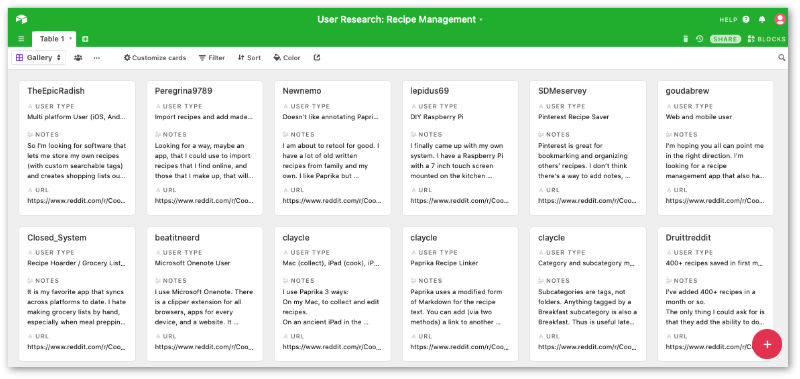 User Research: Recipe Management
HELP
Table 1
SHARE
BLOCKS
Gallery
Customize cards
Filter
Sort
Color
TheEpicRadish
USER TYPE
Multi platform User (iOS, And...
NOTES
So I'm looking for software that
lets me store my own recipes
(with custom searchable tags)
and creates shopping lists ou...
URL
https://www.reddit.com/r/Coo...
Peregrina9789
USER TYPE
Import recipes and add made...
NOTES
Looking for a way, maybe an
app, that I could use to import
recipes that I find online, and
those that I make up, that will...
URL
https://www.reddit.com/r/Coo...
Newnemo
USER TYPE
Doesn't like annotating Papri...
NOTES
I am about to retool for good. I
have a lot of old written
recipes from family and my
own. I like Paprika but ...
URL
https://www.reddit.com/r/Coo...
lepidus69
USER TYPE
DIY Raspberry Pi
NOTES
I finally came up with my own
system. I have a Raspberry Pi
with a 7 inch touch screen
mounted on the kitchen ...
URL
https://www.reddit.com/r/Coo...
SDMeservey
USER TYPE
Pinterest Recipe Saver
NOTES
Pinterest is great for
bookmarking and organizing
others' recipes. I don't think
there's a way to add notes, ...
URL
https://www.reddit.com/r/Coo...
goudabrew
USER TYPE
Web and mobile user
NOTES
I'm hoping you all can point me
in the right direction. I'm
looking for a recipe
management app that also ha...
URL
https://www.reddit.com/r/Coo...
Closed_System
USER TYPE
Recipe Hoarder / Grocery List...
NOTES
It is my favorite app that syncs
across platforms to date. I hate
making grocery lists by hand,
especially when meal preppin...
URL
https://www.reddit.com/r/Coo...
beatitneerd
USER TYPE
Microsoft Onenote User
NOTES
I use Microsoft Onenote. There
is a clipper extension for all
browsers, apps for every
device, and a website. It ...
URL
https://www.reddit.com/r/Coo...
claycle
USER TYPE
Mac (collect), iPad (cook), iP...
NOTES
I use Paprika 3 ways:
On my Mac, to collect and edit
recipes.
On an ancient iPad in the ...
URL
https://www.reddit.com/r/Coo...
claycle
USER TYPE
Paprika Recipe Linker
NOTES
Paprika uses a modified form
of Markdown for the recipe
text. You can add (via two
methods) a link to another ...
URL
https://www.reddit.com/r/Coo...
claycle
USER TYPE
Category and subcategory m...
NOTES
Subcategories are tags, not
folders. Anything tagged by a
Breakfast subcategory is also a
Breakfast. Thus is useful late...
URL
https://www.reddit.com/r/Coo...
Druittreddit
USER TYPE
400+ recipes saved in first m...
NOTES
I've added 400+ recipes in a
month or so.
The only thing I could ask for is
that they add the ability to do...
URL
https://www.reddit.com/r/Coo...